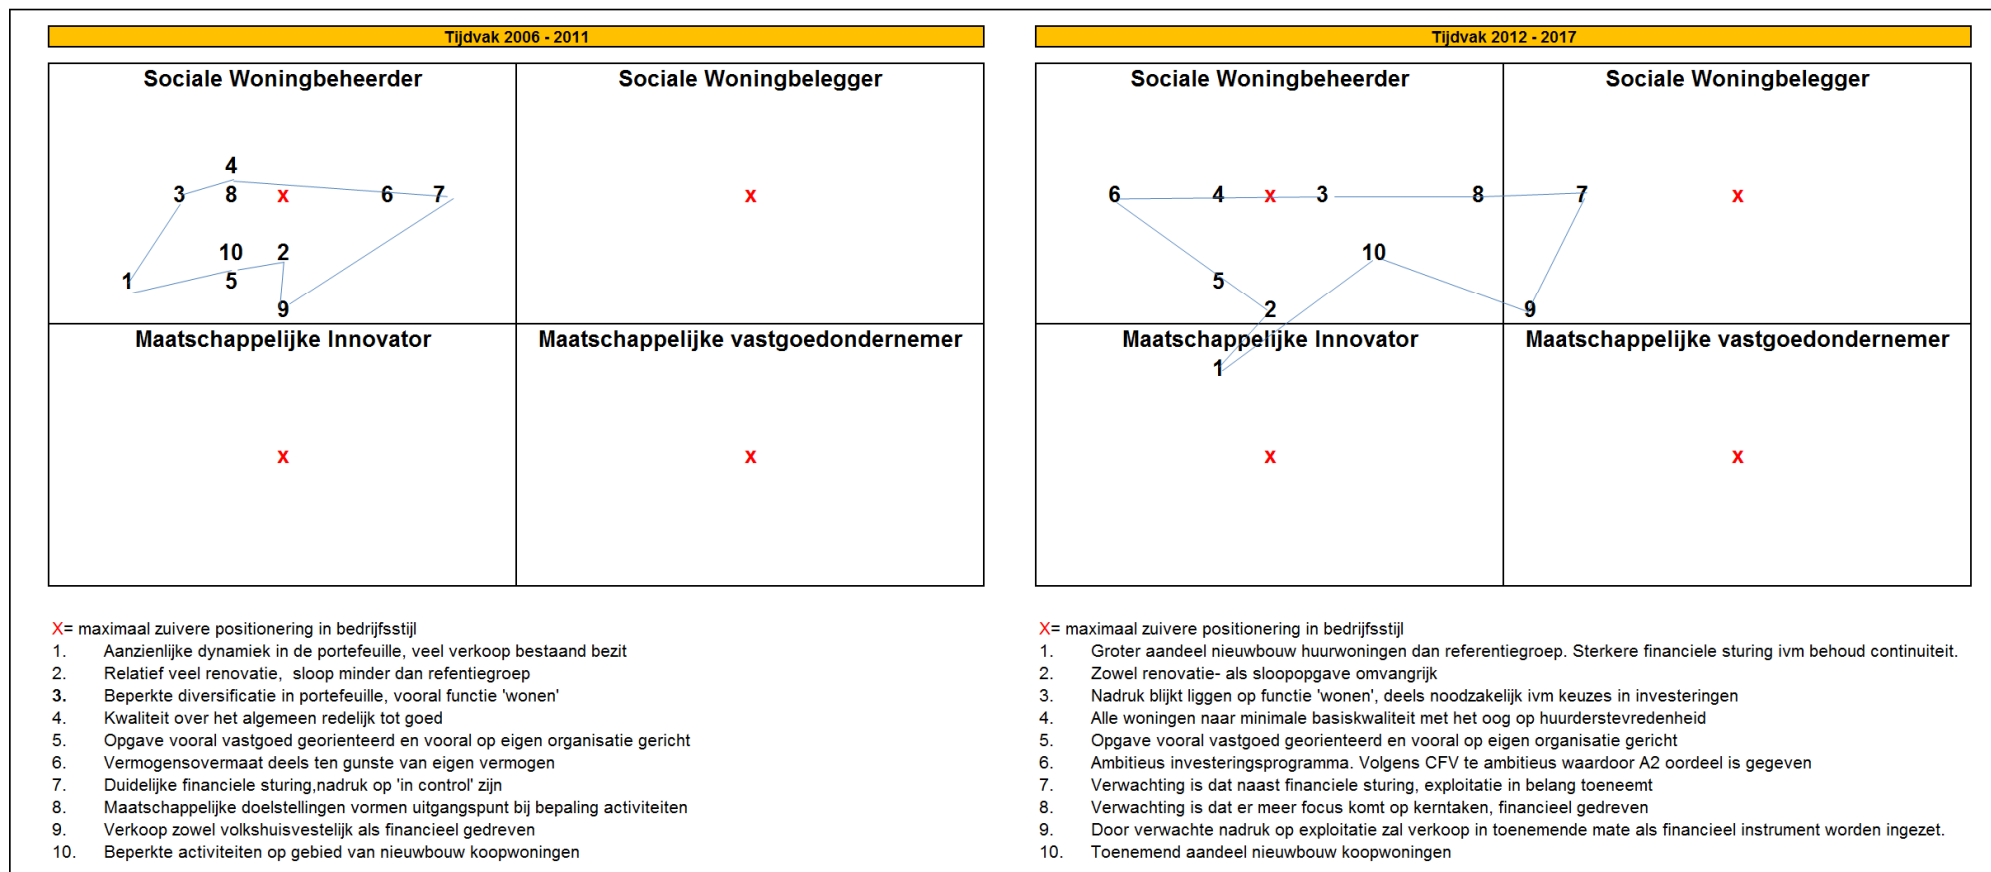 Tijdvak 2006 - 2011
Sociale Woningbeheerder
Sociale Woningbelegger
4
3 8 x 6 7
x
10 2
1 5
9
Maatschappelijke Innovator
Maatschappelijke vastgoedondernemer
x
x
X= maximaal zuivere positionering in bedrijfsstijl
1. Aanzienlijke dynamiek in de portefeuille, veel verkoop bestaand bezit
2. Relatief veel renovatie, sloop minder dan refentiegroep
3. Beperkte diversificatie in portefeuille, vooral functie 'wonen'
4. Kwaliteit over het algemeen redelijk tot goed
5. Opgave vooral vastgoed georienteerd en vooral op eigen organisatie gericht
6. Vermogensovermaat deels ten gunste van eigen vermogen
7. Duidelijke financiele sturing,nadruk op 'in control' zijn
8. Maatschappelijke doelstellingen vormen uitgangspunt bij bepaling activiteiten
9. Verkoop zowel volkshuisvestelijk als financieel gedreven
10. Beperkte activiteiten op gebied van nieuwbouw koopwoningen
Tijdvak 2012 - 2017
Sociale Woningbeheerder
Sociale Woningbelegger
6 4 x 3 8 7 x
10
5
2 9
Maatschappelijke Innovator
Maatschappelijke vastgoedondernemer
1
x
x
X= maximaal zuivere positionering in bedrijfsstijl
1. Groter aandeel nieuwbouw huurwoningen dan referentiegroep. Sterkere financiele sturing ivm behoud continuiteit.
2. Zowel renovatie- als sloopopgave omvangrijk
3. Nadruk blijkt liggen op functie 'wonen', deels noodzakelijk ivm keuzes in investeringen
4. Alle woningen naar minimale basiskwaliteit met het oog op huurderstevredenheid
5. Opgave vooral vastgoed georienteerd en vooral op eigen organisatie gericht
6. Ambitieus investeringsprogramma. Volgens CFV te ambitieus waardoor A2 oordeel is gegeven
7. Verwachting is dat naast financiele sturing, exploitatie in belang toeneemt
8. Verwachting is dat er meer focus komt op kerntaken, financieel gedreven
9. Door verwachte nadruk op exploitatie zal verkoop in toenemende mate als financieel instrument worden ingezet.
10. Toenemend aandeel nieuwbouw koopwoningen